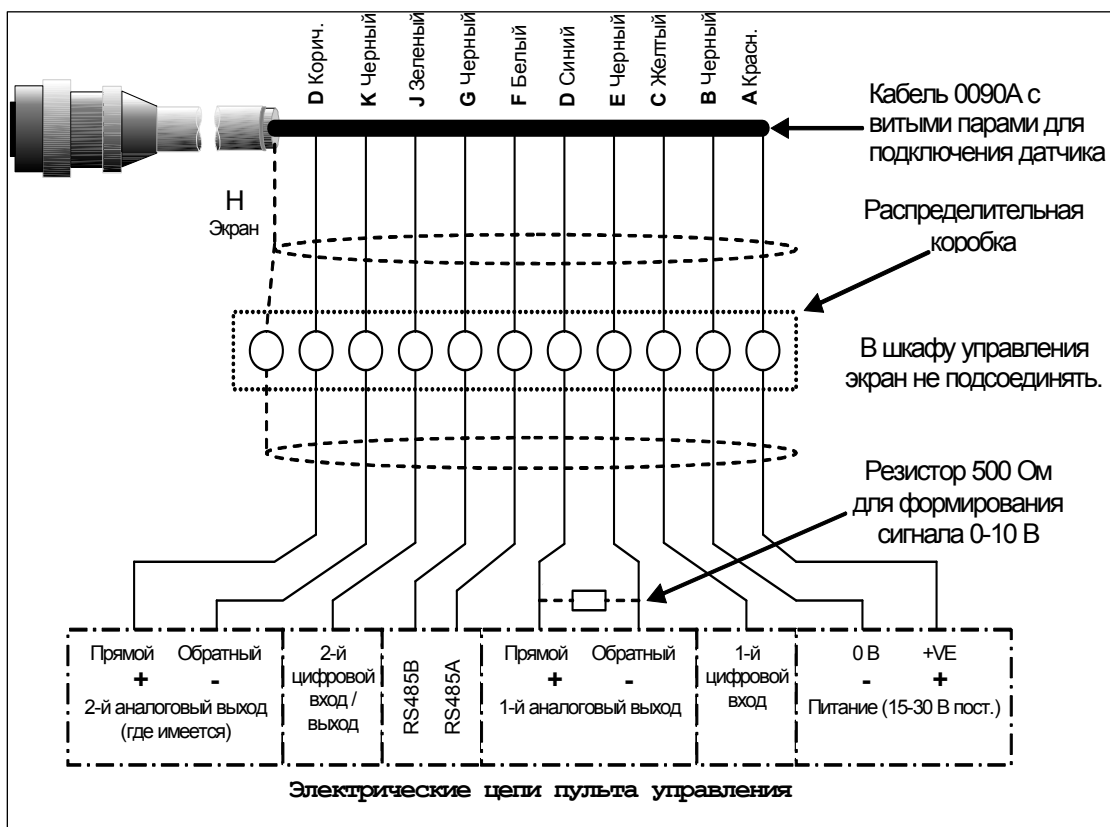 D Корич.
K Черный
J Зеленый
G Черный
F Белый
D Синий
E Черный
C Желтый
B Черный
A Красн.
Кабель 0090A с
витыми парами для
подключения датчика
H
Экран
Распределительная
коробка
В шкафу управления
экран не подсоединять.
Резистор 500 Ом
для формирования
сигнала 0-10 В
Прямой Обратный
+ -
2-й аналоговый выход
(где имеется)
2-й
цифровой
вход /
выход
RS485B
RS485A
Прямой Обратный
+ -
1-й аналоговый выход
1-й
цифровой
вход
0 В +VE
- +
Питание (15-30 В пост.)
Электрические цепи пульта управления